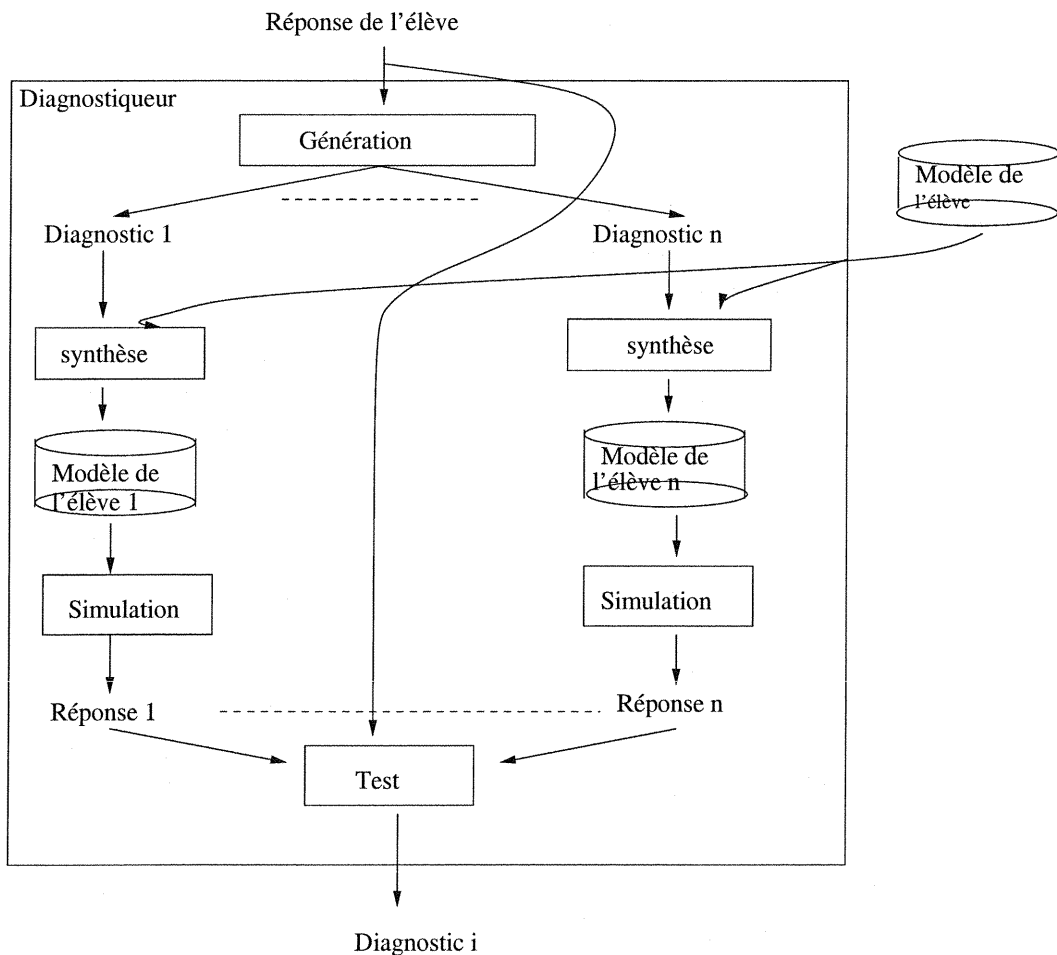 Réponse de l'élève
Diagnostiqueur
Génération
Modèle de
l'élève
Diagnostic 1
Diagnostic n
synthèse
synthèse
Modèle de
l'élève 1
Modèle de
l'élève n
Simulation
Simulation
Réponse 1
Réponse n
Test
Diagnostic i